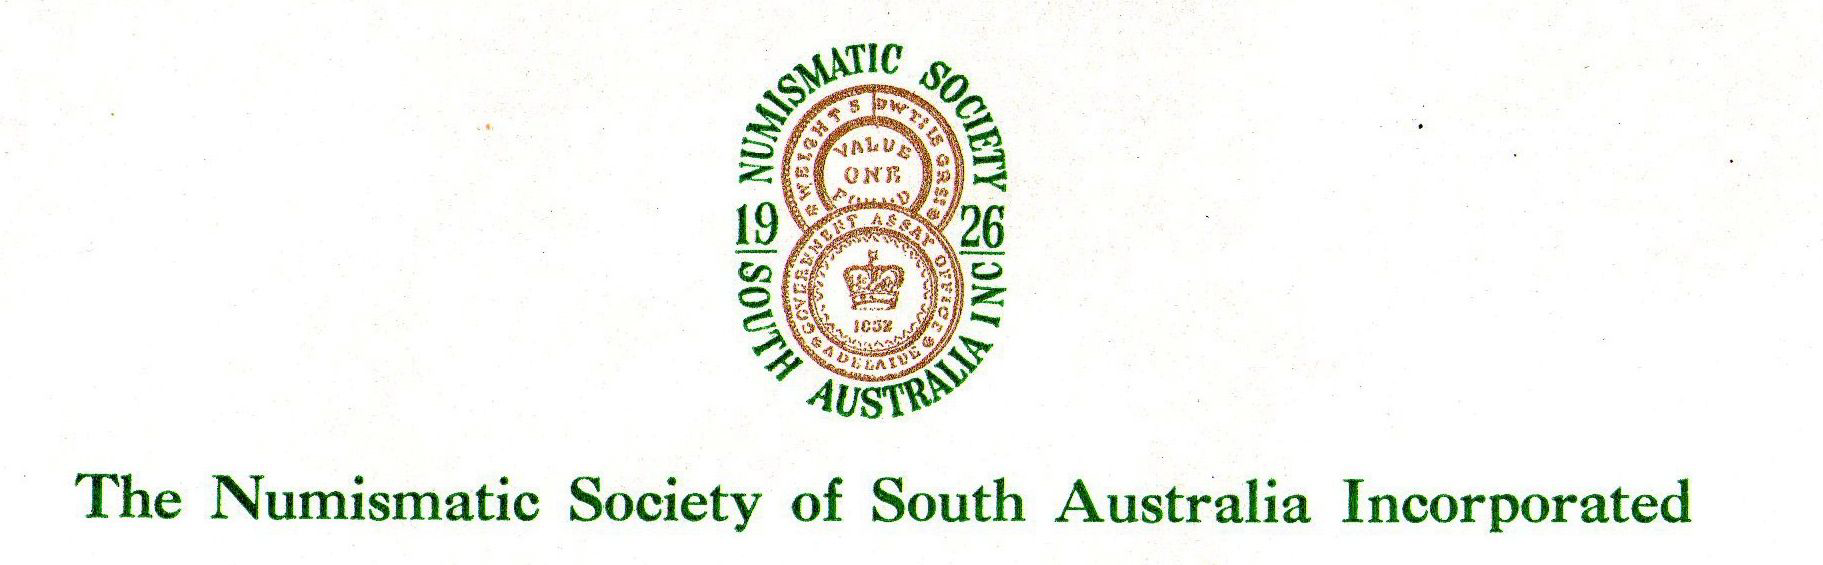 NUMISMATIC SOCIETY
WEIGHT 5 DWT: 15 GRS:
VALUE
ONE
POUND
19 26
GOVERNMENT ASSAY OFFICE
1852
ADELAIDE
SOUTH AUSTRALIA INC
The Numismatic Society of South Australia Incorporated